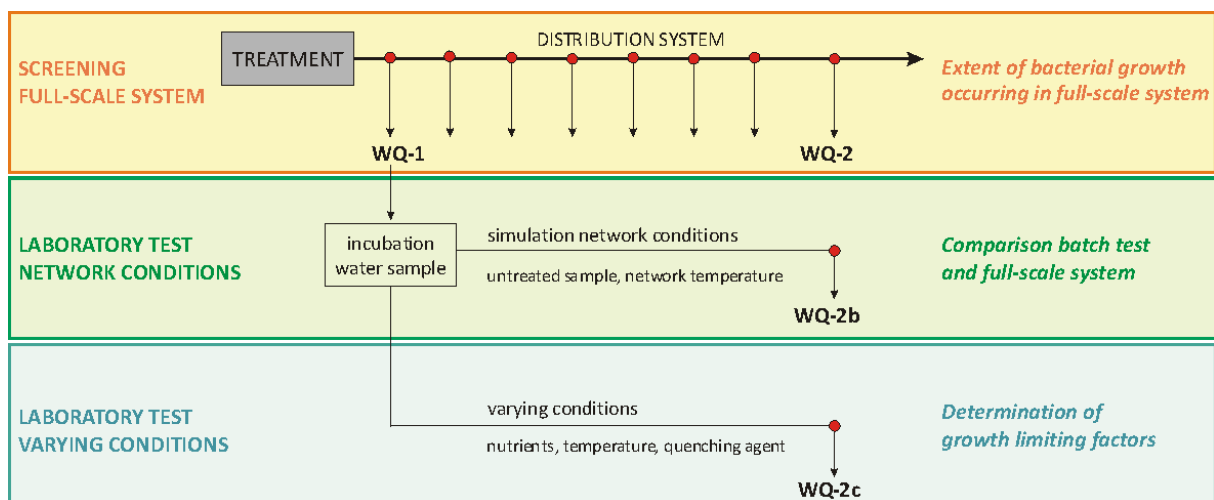 DISTRIBUTION SYSTEM
TREATMENT
SCREENING
FULL-SCALE SYSTEM
Extent of bacterial growth
occurring in full-scale system
WQ-1
WQ-2
LABORATORY TEST
NETWORK CONDITIONS
incubation
water sample
simulation network conditions
untreated sample, network temperature
Comparison batch test
and full-scale system
WQ-2b
LABORATORY TEST
VARYING CONDITIONS
varying conditions
nutrients, temperature, quenching agent
Determination of
growth limiting factors
WQ-2c